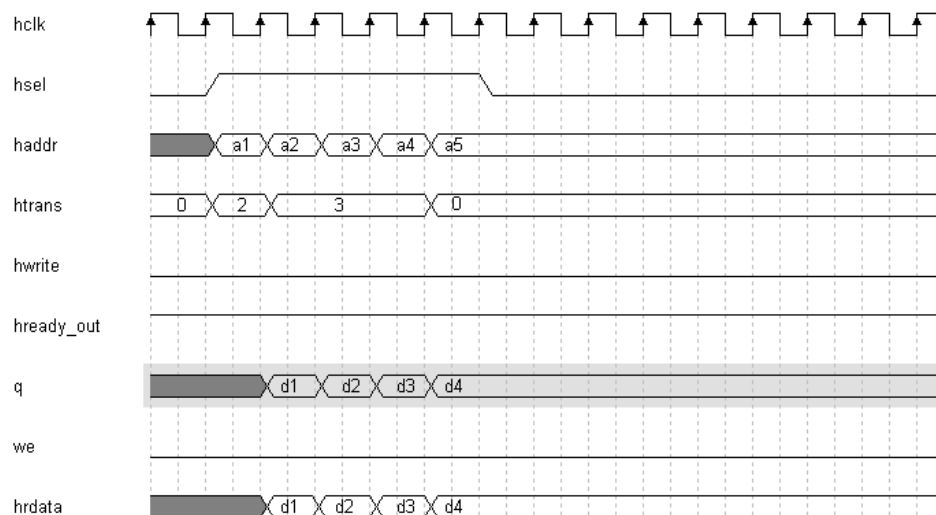 hclk
hsel
haddr a1 a2 a3 a4 a5
htrans 0 2 3 0
hwrite
hready_out
q d1 d2 d3 d4
we
hrdata d1 d2 d3 d4